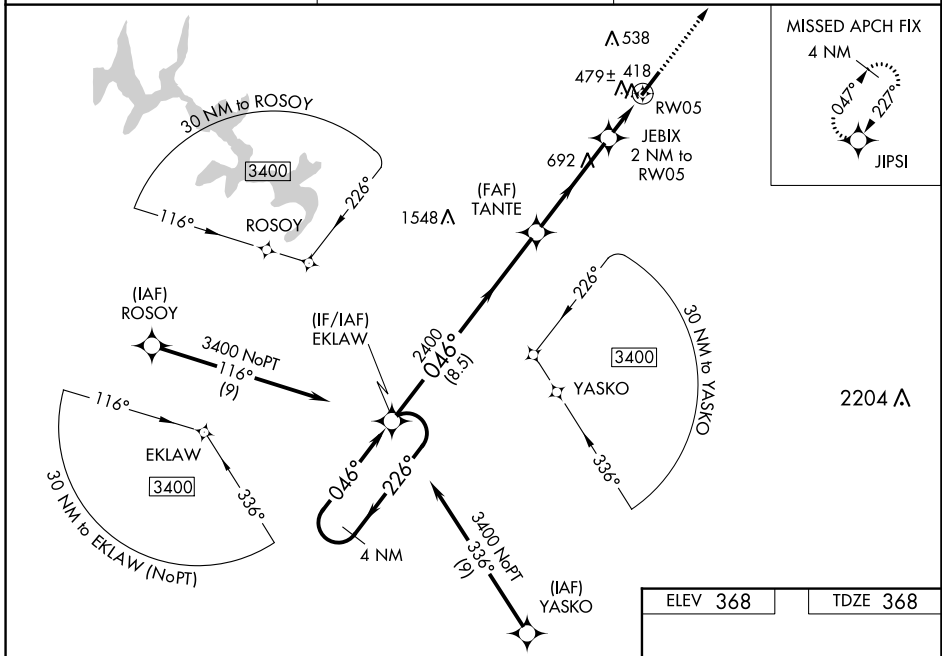 MISSED APCH FIX
4 NM
047°
227°
JIPSI
538
479± 418
RW05
JEBIX
2 NM to
RW05
692
(FAF)
TANTE
1548
30 NM to ROSOY
3400
116°
226°
ROSOY
(IAF)
ROSOY
3400 NoPT
116°
(9)
(IF/IAF)
EKLAW
2400
046°
(8.5)
226°
3400
YASKO
336°
30 NM to YASKO
2204
116°
EKLAW
3400
336°
30 NM to EKLAW (NoPT)
046°
226°
4 NM
3400 NoPT
336°
(9)
(IAF)
YASKO
ELEV 368
TDZE 368